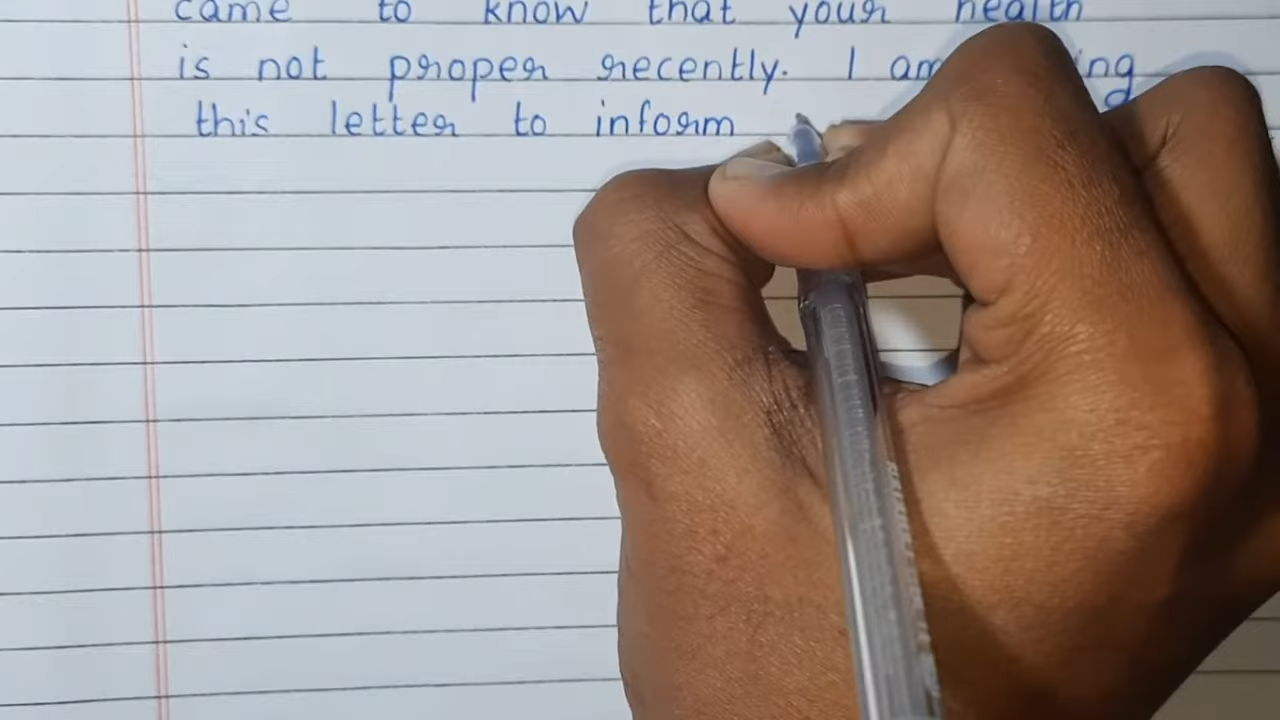 came to know that your health
is not proper recently. I am
this letter to inform